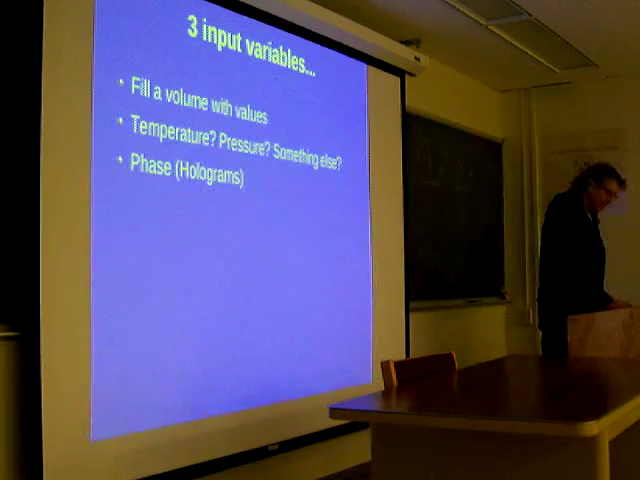 3 input variables...
• Fill a volume with values
• Temperature? Pressure? Something else?
• Phase (Holograms)